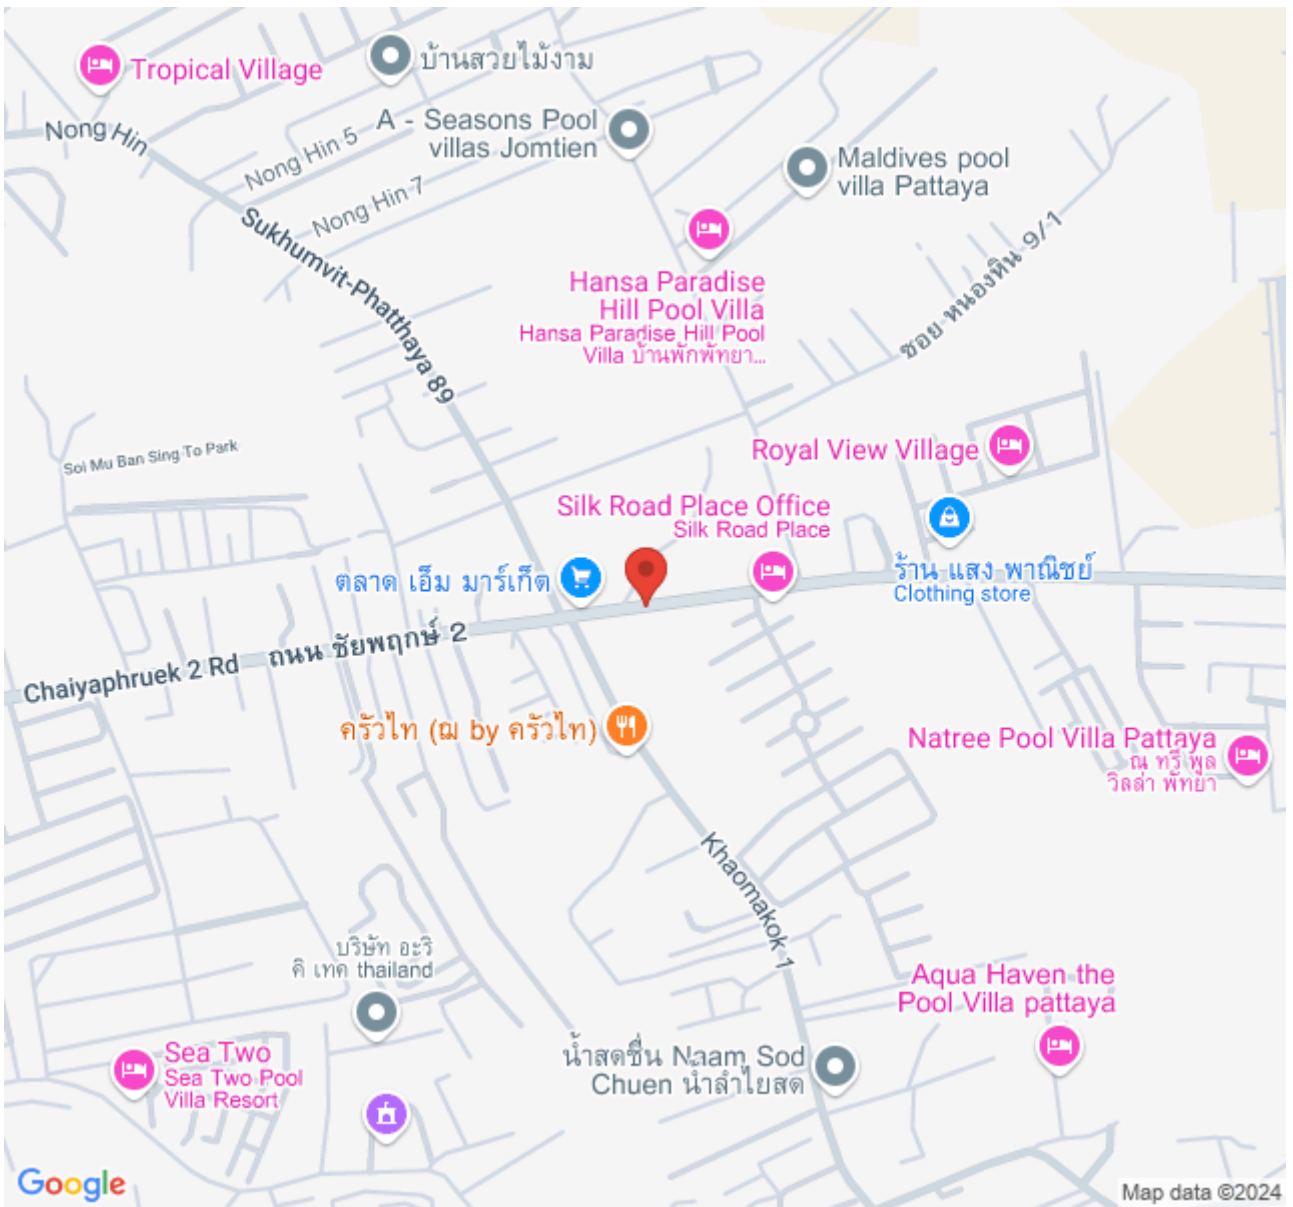 Tropical Village
บ้านสวยไม้งาม
Nong Hin
Nong Hin 5
A - Seasons Pool
villas Jomtien
Maldives pool
villa Pattaya
Nong Hin 7
Sukhumvit-Phatthaya 89
ซอย หนองหิน 9/1
Hansa Paradise
Hill Pool Villa
Hansa Paradise Hill Pool
Villa บ้านพักพัทยา...
Soi Mu Ban Sing To Park
Royal View Village
Silk Road Place Office
Silk Road Place
ตลาด เอ็ม มาร์เก็ต
ร้าน แสง พาณิชย์
Clothing store
Chaiyaphruek 2 Rd
ถนน ชัยพฤกษ์ 2
ครัวไท (ฌ by ครัวไท)
Natree Pool Villa Pattaya
ณ ทรี พูล
วิลล่า พัทยา
Khaomakok 1
บริษัท อะริ
คิ เทค thailand
Aqua Haven the
Pool Villa pattaya
Sea Two
Sea Two Pool
Villa Resort
น้ำสดชื่น Naam Sod
Chuen น้ำลำไยสด
Google
Map data ©2024